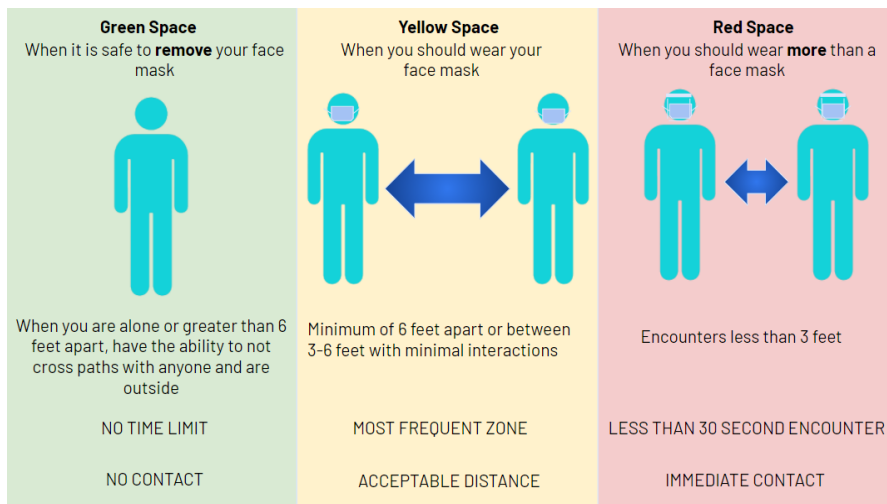 Green Space
When it is safe to remove your face
mask
When you are alone or greater than 6
feet apart, have the ability to not
cross paths with anyone and are
outside
NO TIME LIMIT
NO CONTACT
Yellow Space
When you should wear your
face mask
Minimum of 6 feet apart or between
3-6 feet with minimal interactions
MOST FREQUENT ZONE
ACCEPTABLE DISTANCE
Red Space
When you should wear more than a
face mask
Encounters less than 3 feet
LESS THAN 30 SECOND ENCOUNTER
IMMEDIATE CONTACT